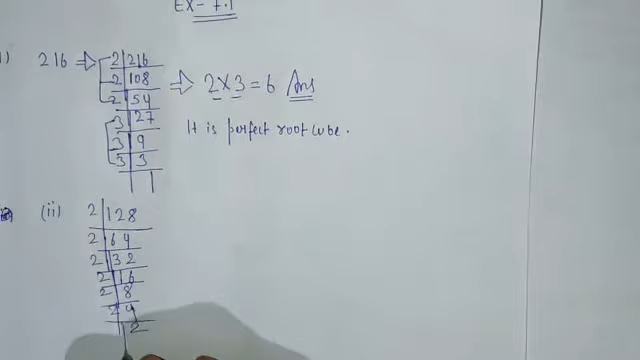 EX- 7.1
216 ⇒ 2 | 216
2 | 108 ⇒ 2 × 3 = 6 Ans
2 | 54
3 | 27 It is perfect root cube.
3 | 9
3 | 3
1
(ii) 2 | 128
2 | 64
2 | 32
2 | 16
2 | 8
2 | 4
2